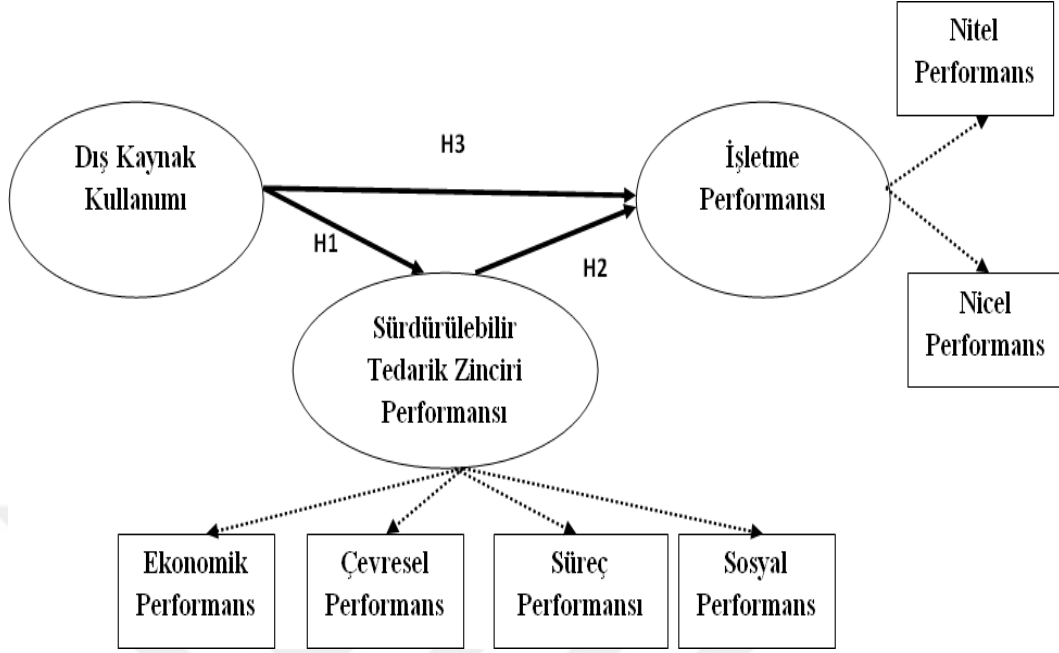 Nitel
Performans
Dış Kaynak
Kullanımı
H3
İşletme
Performansı
H1
H2
Nicel
Performans
Sürdürülebilir
Tedarik Zinciri
Performansı
Ekonomik
Performans
Çevresel
Performans
Süreç
Performansı
Sosyal
Performans